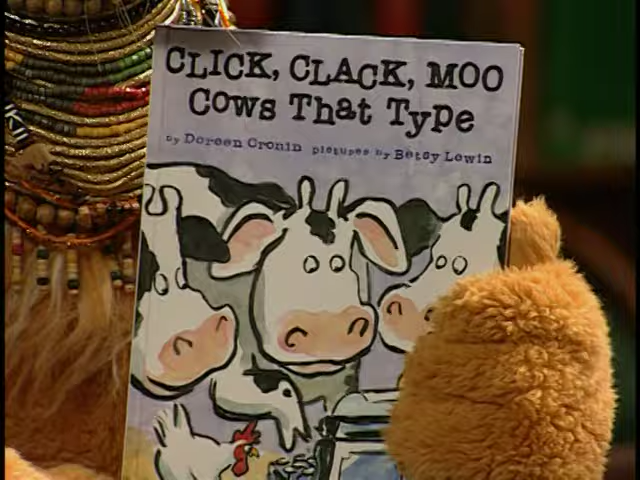 CLICK, CLACK, MOO
Cows That Type
by Doreen Cronin pictures by Betsy Lewin